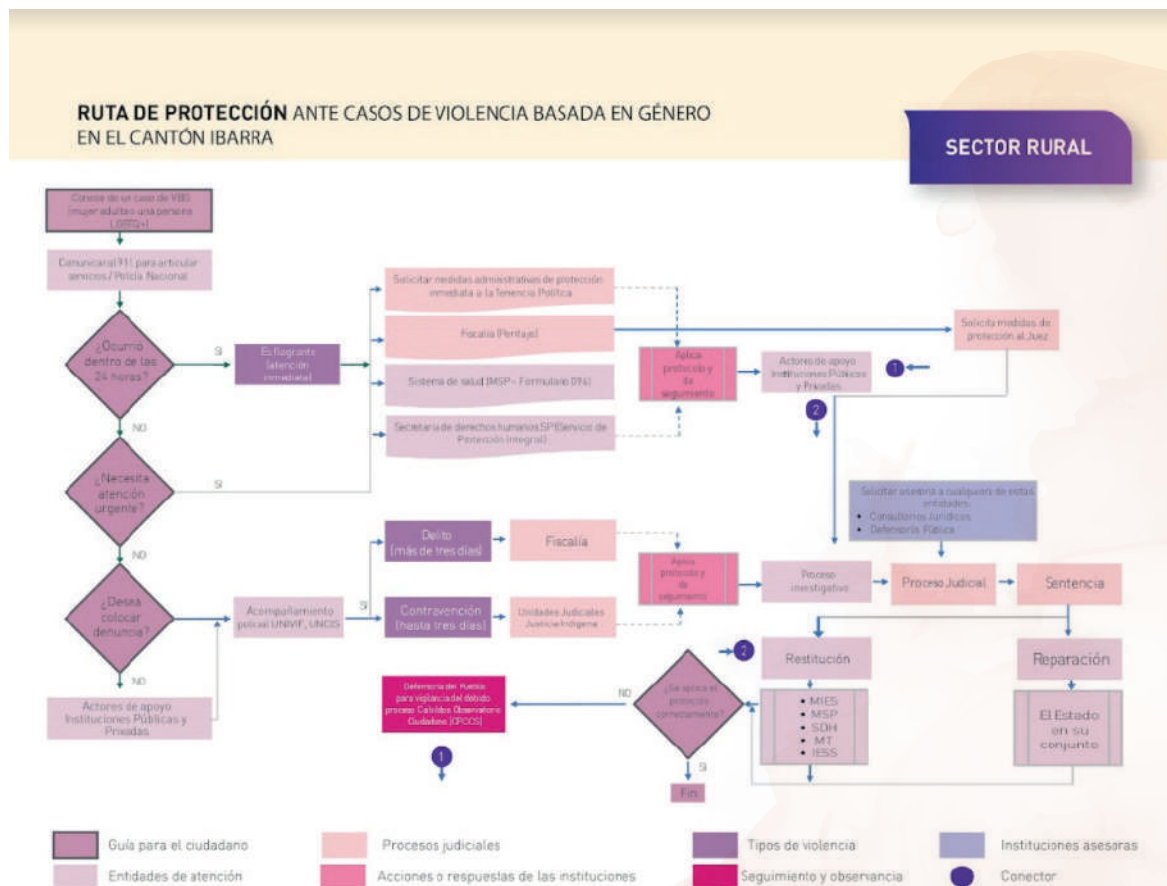 RUTA DE PROTECCIÓN ANTE CASOS DE VIOLENCIA BASADA EN GÉNERO
EN EL CANTÓN IBARRA
SECTOR RURAL
Conoce de un caso de VBG
(mujer adulta o una persona
LGBTIQ+)
Comunicar al 911 para articular
servicios / Policía Nacional
¿Ocurrió
dentro de las
24 horas?
SI
Es flagrante
(atención
inmediata)
NO
¿Necesita
atención
urgente?
SI
NO
¿Desea
colocar
denuncia?
NO
Actores de apoyo
Instituciones Públicas y
Privadas
Acompañamiento
policial UNIVIF, UNCIS
SI
Solicitar medidas administrativas de protección
inmediata a la Tenencia Política
Fiscalía (Peritaje)
Sistema de salud (MSP – Formulario 094)
Secretaría de derechos humanos SPI(Servicio de
Protección Integral)
Aplica
protocolo y da
seguimiento
Actores de apoyo
Instituciones Públicas
y Privadas
1
2
Solicita medidas de
protección al Juez
Solicitar asesoría a cualquiera de estas
entidades:
• Consultorios Jurídicos
• Defensoría Pública
Delito
(más de tres días)
Fiscalía
Contravención
(hasta tres días)
Unidades Judiciales
Justicia Indígena
Aplica
protocolo y da
seguimiento
Proceso
investigativo
Proceso Judicial
Sentencia
Restitución
Reparación
• MIES
• MSP
• SDH
• MT
• IESS
El Estado
en su
conjunto
2
¿Se aplica el
protocolo
correctamente?
NO
SI
Fin
Defensoría del Pueblo
para vigilancia del debido
proceso Cabildos Observatorio
Ciudadano (CPCCS)
1
Guía para el ciudadano
Procesos judiciales
Tipos de violencia
Instituciones asesoras
Entidades de atención
Acciones o respuestas de las instituciones
Seguimiento y observancia
Conector